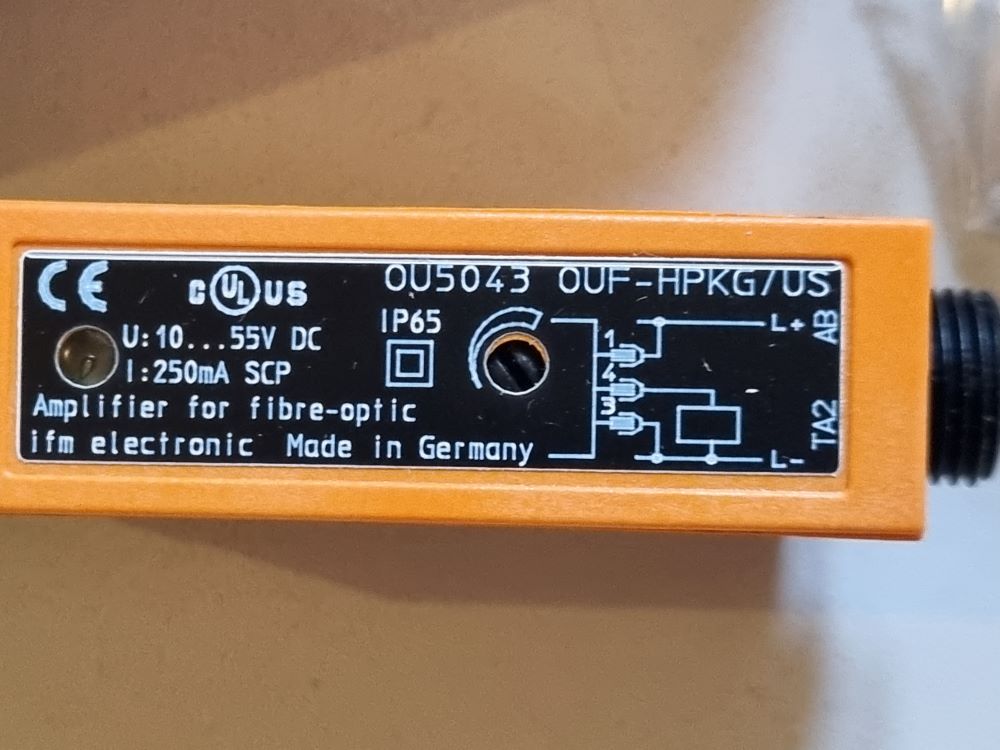 CE
C UL US
OU5043 OUF-HPKG/US
U:10...55V DC
I:250mA SCP
IP65
Amplifier for fibre-optic
ifm electronic Made in Germany
1
4
3
L+
L-
AB
TA2